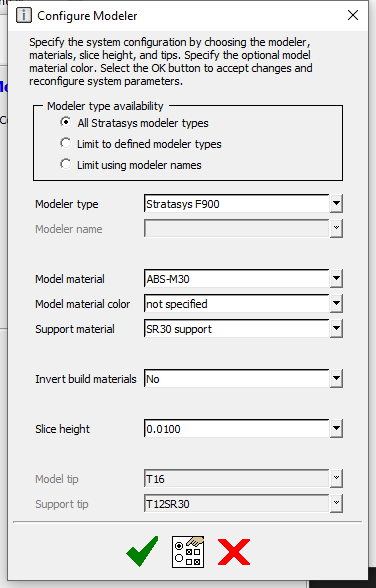 Configure Modeler
Specify the system configuration by choosing the modeler,
materials, slice height, and tips. Specify the optional model
material color. Select the OK button to accept changes and
reconfigure system parameters.
Modeler type availability
All Stratasys modeler types
Limit to defined modeler types
Limit using modeler names
Modeler type Stratasys F900
Modeler name
Model material ABS-M30
Model material color not specified
Support material SR30 support
Invert build materials No
Slice height 0.0100
Model tip T16
Support tip T12SR30